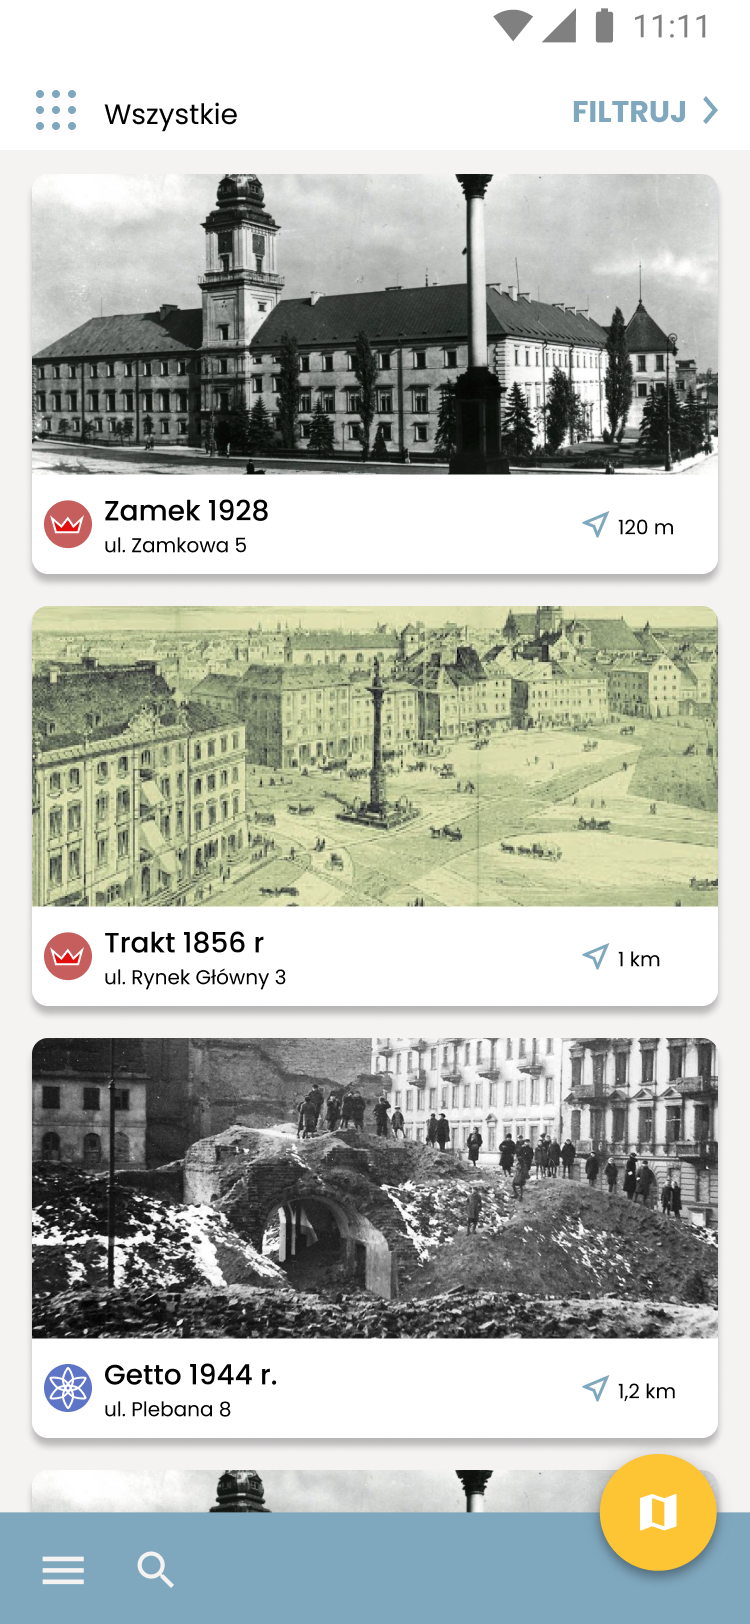 11:11
Wszystkie
FILTRUJ
Zamek 1928
ul. Zamkowa 5
120 m
Trakt 1856 r
ul. Rynek Główny 3
1 km
Getto 1944 r.
ul. Plebana 8
1,2 km